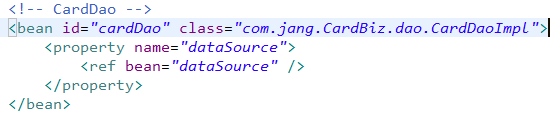 <!-- CardDao -->
<bean id="cardDao" class="com.jang.CardBiz.dao.CardDaoImpl">
<property name="dataSource">
<ref bean="dataSource" />
</property>
</bean>